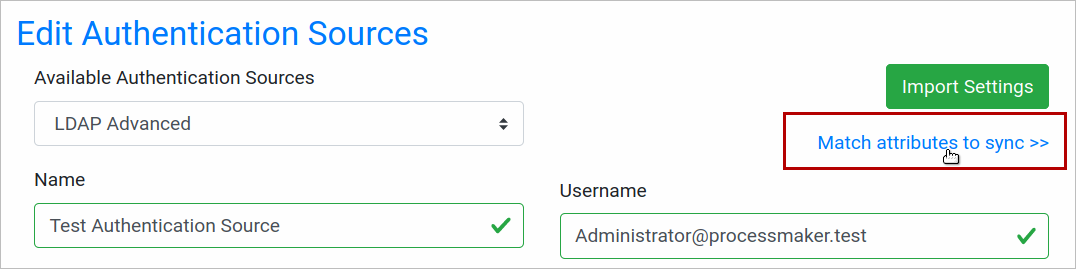 Edit Authentication Sources
Available Authentication Sources
Import Settings
LDAP Advanced
Match attributes to sync >>
Name
Username
Test Authentication Source
Administrator@processmaker.test